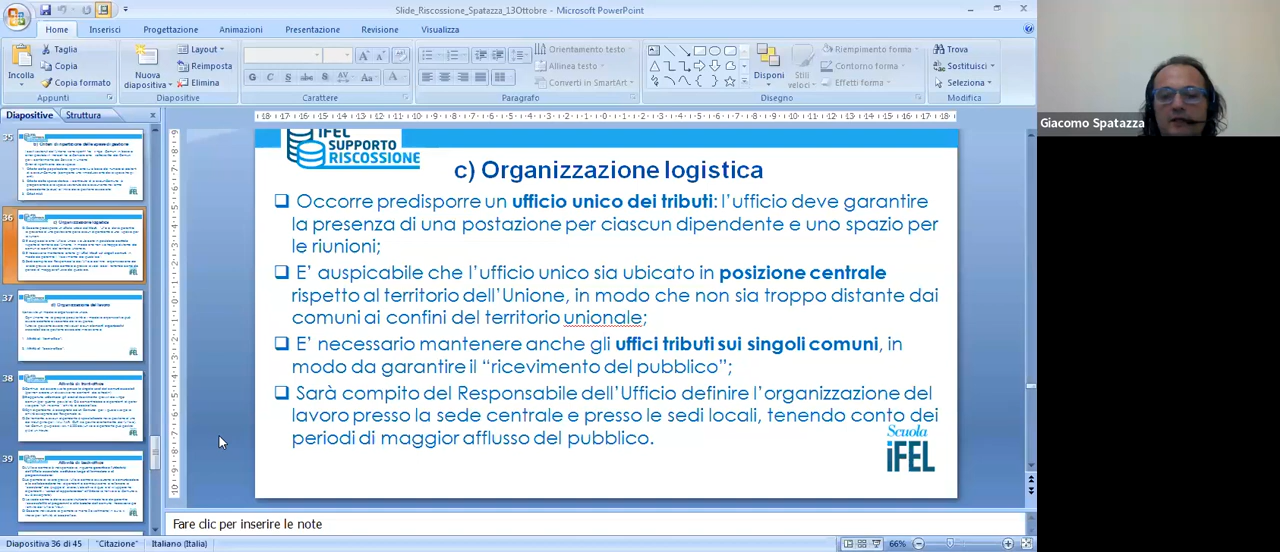 Slide_Riscossione_Spatazza_13Ottobre - Microsoft PowerPoint
Home Inserisci Progettazione Animazioni Presentazione Revisione Visualizza
Incolla
Taglia
Copia
Copia formato
Appunti
Nuova diapositiva
Layout
Reimposta
Elimina
Diapositive
G C S abe S AV Aa A
Carattere
Orientamento testo
Allinea testo
Converti in SmartArt
Paragrafo
Disponi
Stili veloci
Riempimento forma
Contorno forma
Effetti forma
Disegno
Trova
Sostituisci
Seleziona
Modifica
Diapositive Struttura
35
36
37
38
39
IFEL
SUPPORTO
RISCOSSIONE
c) Organizzazione logistica
Occorre predisporre un ufficio unico dei tributi: l'ufficio deve garantire
la presenza di una postazione per ciascun dipendente e uno spazio per
le riunioni;
E' auspicabile che l'ufficio unico sia ubicato in posizione centrale
rispetto al territorio dell'Unione, in modo che non sia troppo distante dai
comuni ai confini del territorio unionale;
E' necessario mantenere anche gli uffici tributi sui singoli comuni, in
modo da garantire il "ricevimento del pubblico";
Sarà compito del Responsabile dell'Ufficio definire l'organizzazione del
lavoro presso la sede centrale e presso le sedi locali, tenendo conto dei
periodi di maggior afflusso del pubblico.
Scuola
IFEL
Fare clic per inserire le note
Diapositiva 36 di 45 "Citazione" Italiano (Italia) 66%
Giacomo Spatazza